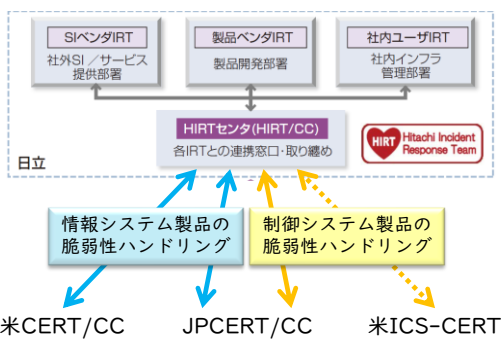 SIベンダIRT
社外SI／サービス
提供部署
製品ベンダIRT
製品開発部署
社内ユーザIRT
社内インフラ
管理部署
HIRTセンタ(HIRT/CC)
各IRTとの連携窓口・取り纏め
HIRT
Hitachi Incident
Response Team
日立
情報システム製品の
脆弱性ハンドリング
制御システム製品の
脆弱性ハンドリング
米CERT/CC
JPCERT/CC
米ICS-CERT